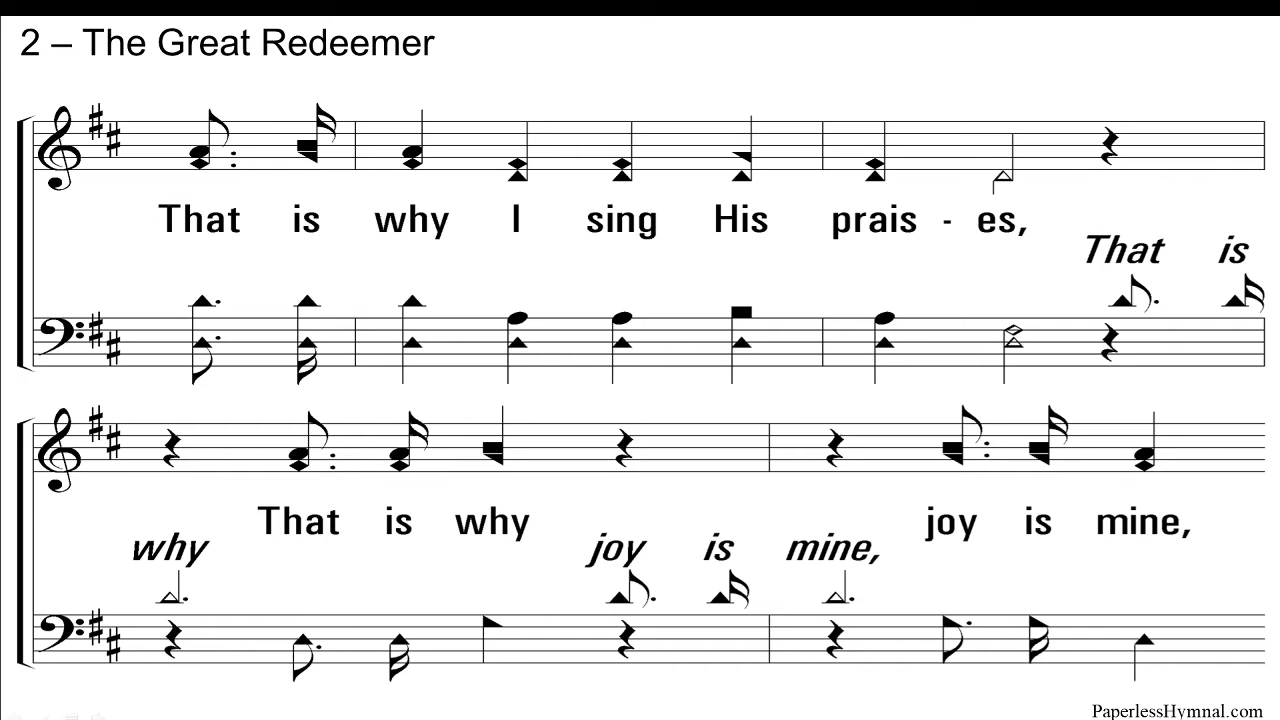 2 – The Great Redeemer
That is why I sing His prais - es,
That is
That is why joy is mine,
why joy is mine,
PaperlessHymnal.com